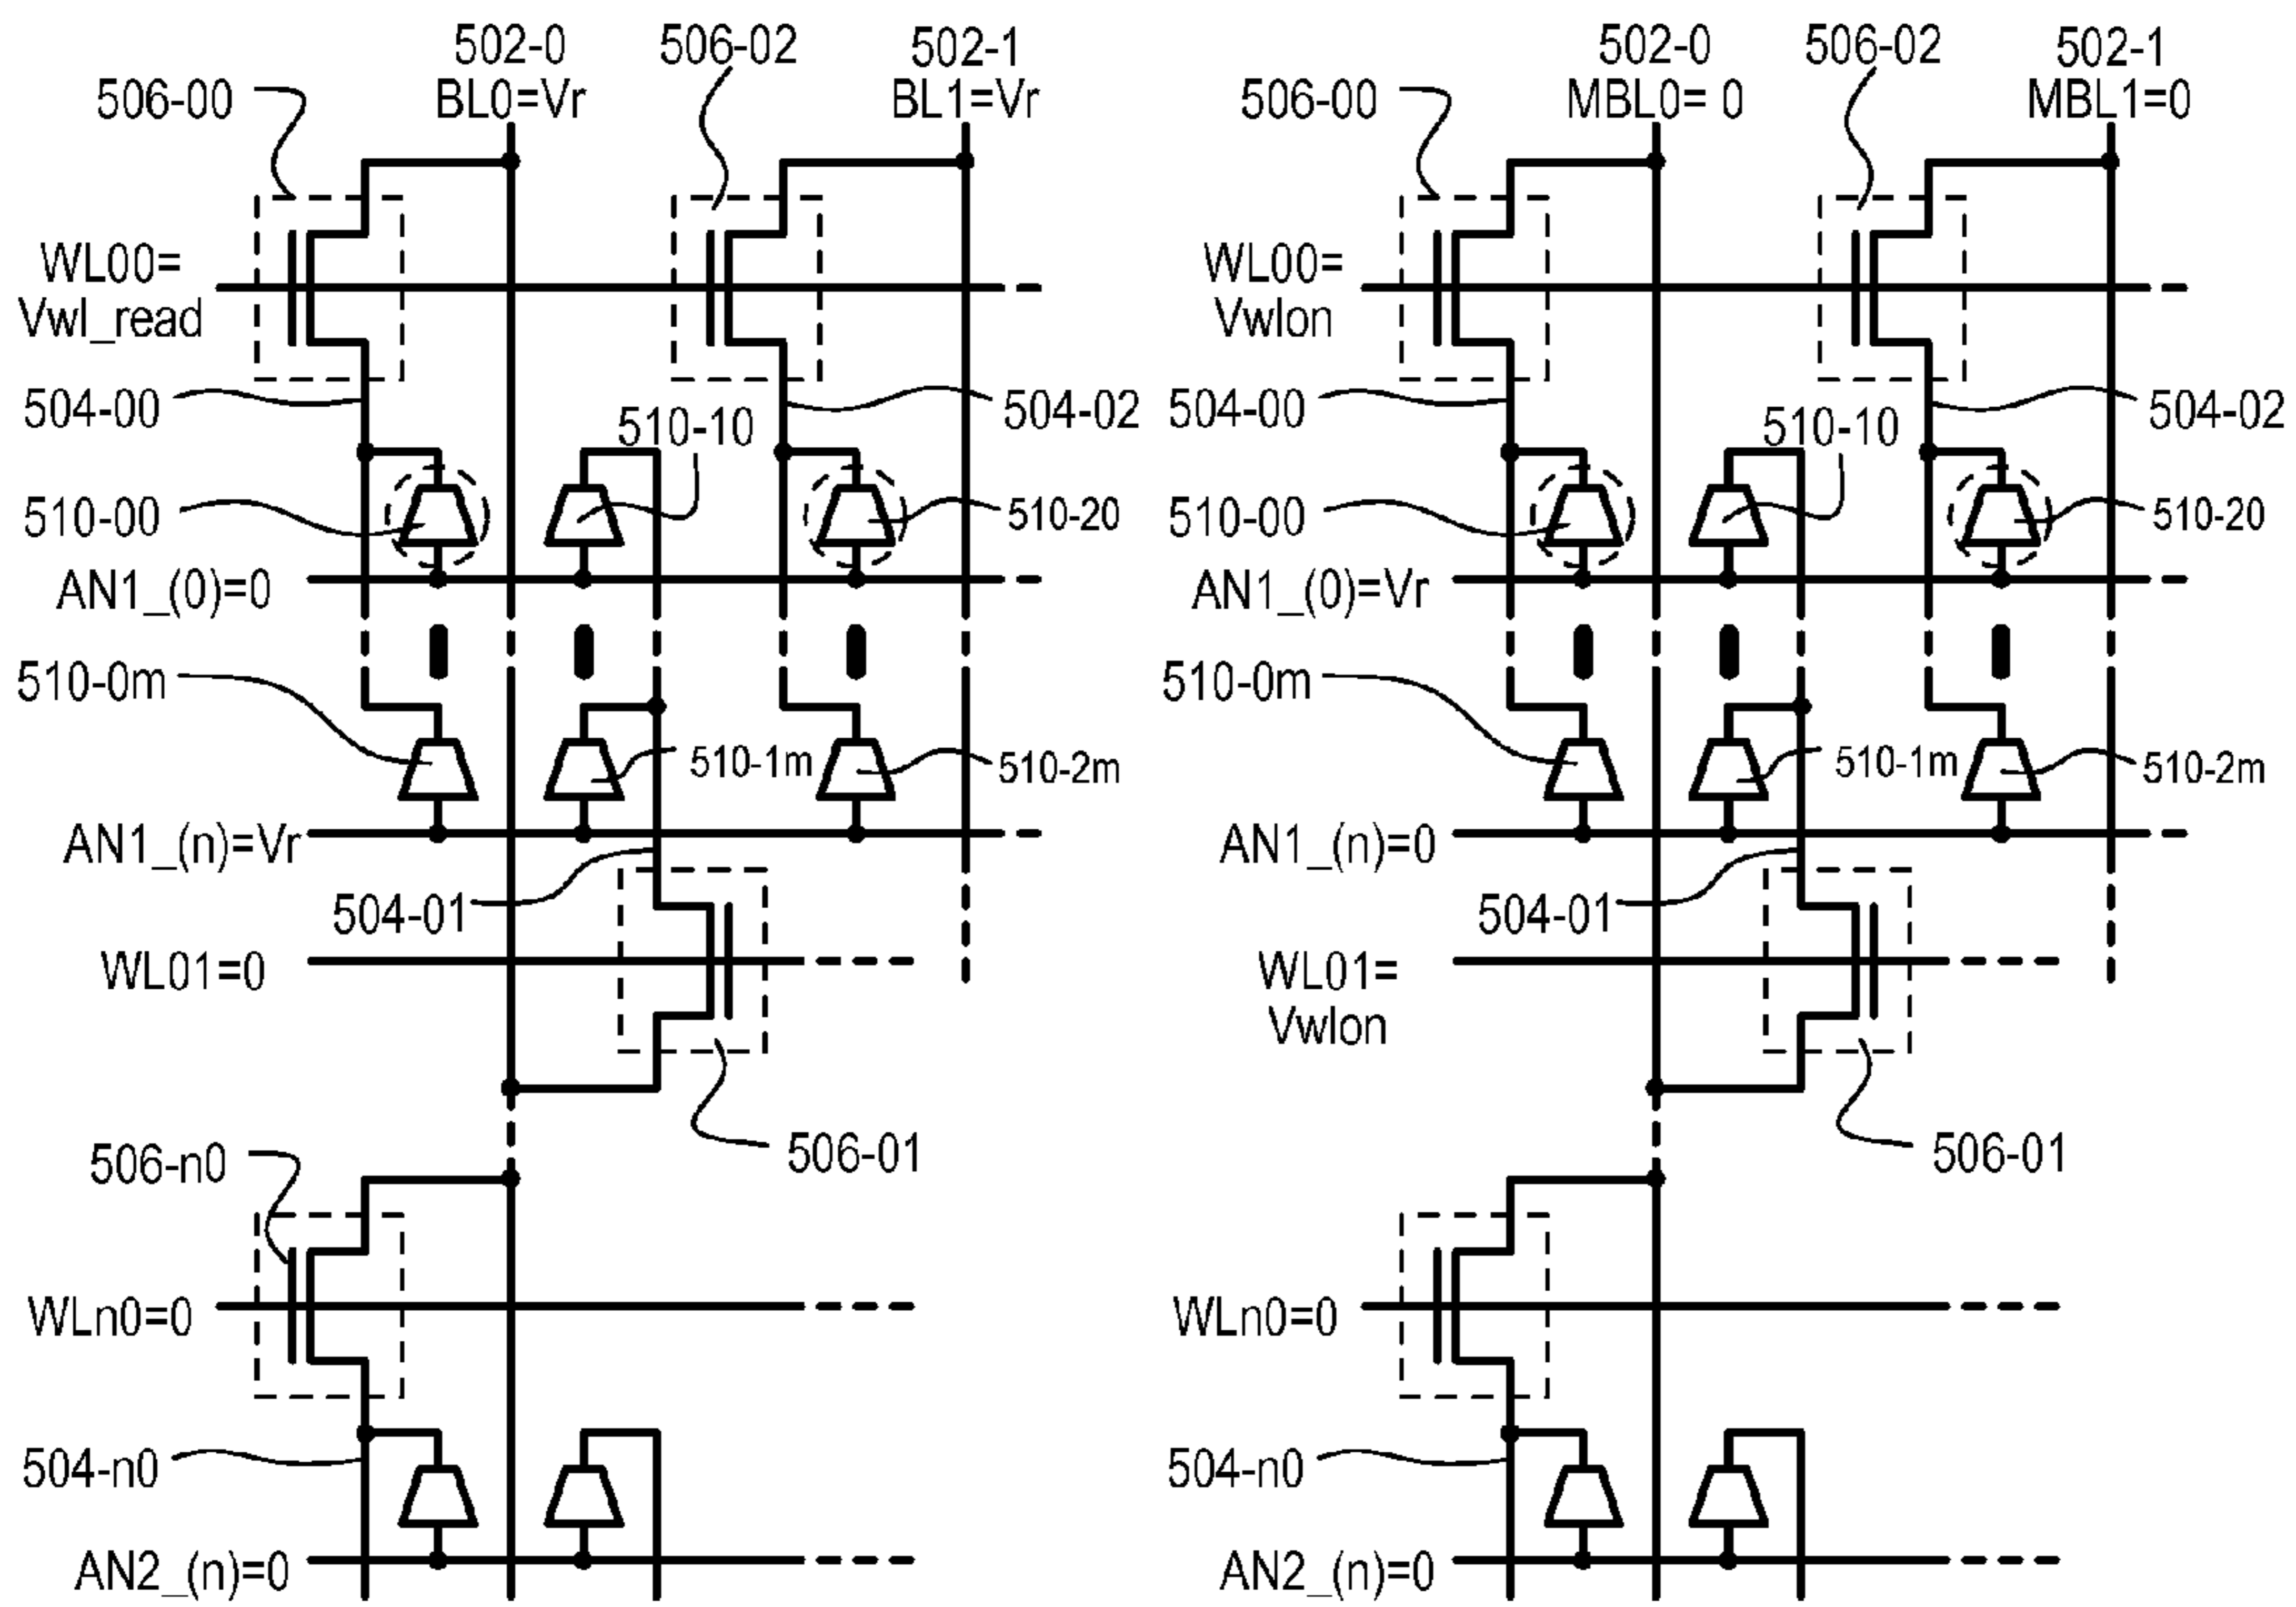 506-00
502-0
BL0=Vr
506-02
502-1
BL1=Vr
WL00=
Vwl_read
504-00
510-10
504-02
510-00
510-20
AN1_(0)=0
510-0m
510-1m
510-2m
AN1_(n)=Vr
504-01
WL01=0
506-01
506-n0
WLn0=0
504-n0
AN2_(n)=0
506-00
502-0
MBL0= 0
506-02
502-1
MBL1=0
WL00=
Vwlon
504-00
510-10
504-02
510-00
510-20
AN1_(0)=Vr
510-0m
510-1m
510-2m
AN1_(n)=0
504-01
WL01=
Vwlon
506-01
WLn0=0
504-n0
AN2_(n)=0